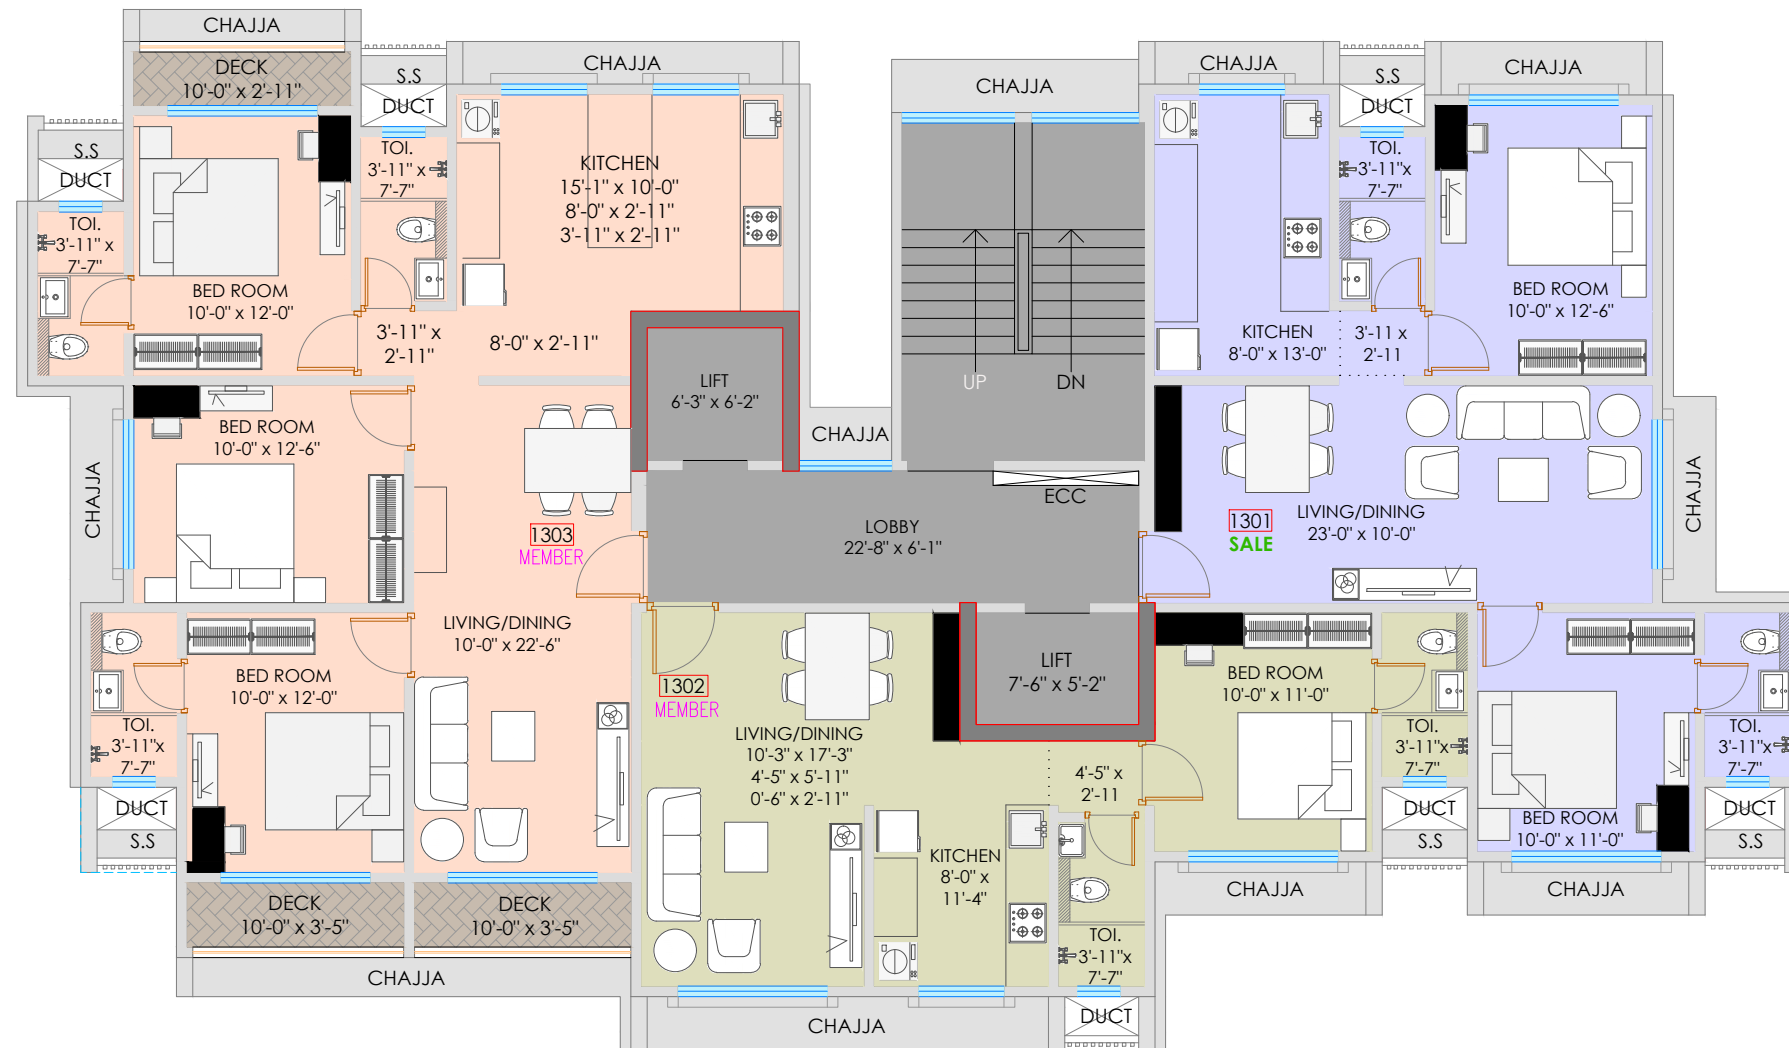 CHAJJA
DECK
10'-0" x 2'-11"
S.S
DUCT
CHAJJA
CHAJJA
CHAJJA
S.S
DUCT
CHAJJA
S.S
DUCT
TOI.
3'-11" x
7'-7"
BED ROOM
10'-0" x 12'-0"
TOI.
3'-11" x
7'-7"
KITCHEN
15'-1" x 10'-0"
8'-0" x 2'-11"
3'-11" x 2'-11"
3'-11" x
2'-11"
8'-0" x 2'-11"
LIFT
6'-3" x 6'-2"
CHAJJA
UP
DN
KITCHEN
8'-0" x 13'-0"
TOI.
3'-11"x
7'-7"
3'-11 x
2'-11
BED ROOM
10'-0" x 12'-6"
CHAJJA
BED ROOM
10'-0" x 12'-6"
1303
MEMBER
LOBBY
22'-8" x 6'-1"
ECC
1301
SALE
LIVING/DINING
23'-0" x 10'-0"
CHAJJA
LIVING/DINING
10'-0" x 22'-6"
BED ROOM
10'-0" x 12'-0"
TOI.
3'-11"x
7'-7"
DUCT
S.S
1302
MEMBER
LIVING/DINING
10'-3" x 17'-3"
4'-5" x 5'-11"
0'-6" x 2'-11"
LIFT
7'-6" x 5'-2"
4'-5" x
2'-11
BED ROOM
10'-0" x 11'-0"
TOI.
3'-11"x
7'-7"
DUCT
S.S
BED ROOM
10'-0" x 11'-0"
TOI.
3'-11"x
7'-7"
DUCT
S.S
KITCHEN
8'-0" x
11'-4"
TOI.
3'-11"x
7'-7"
DUCT
DECK
10'-0" x 3'-5"
DECK
10'-0" x 3'-5"
CHAJJA
CHAJJA
CHAJJA
CHAJJA